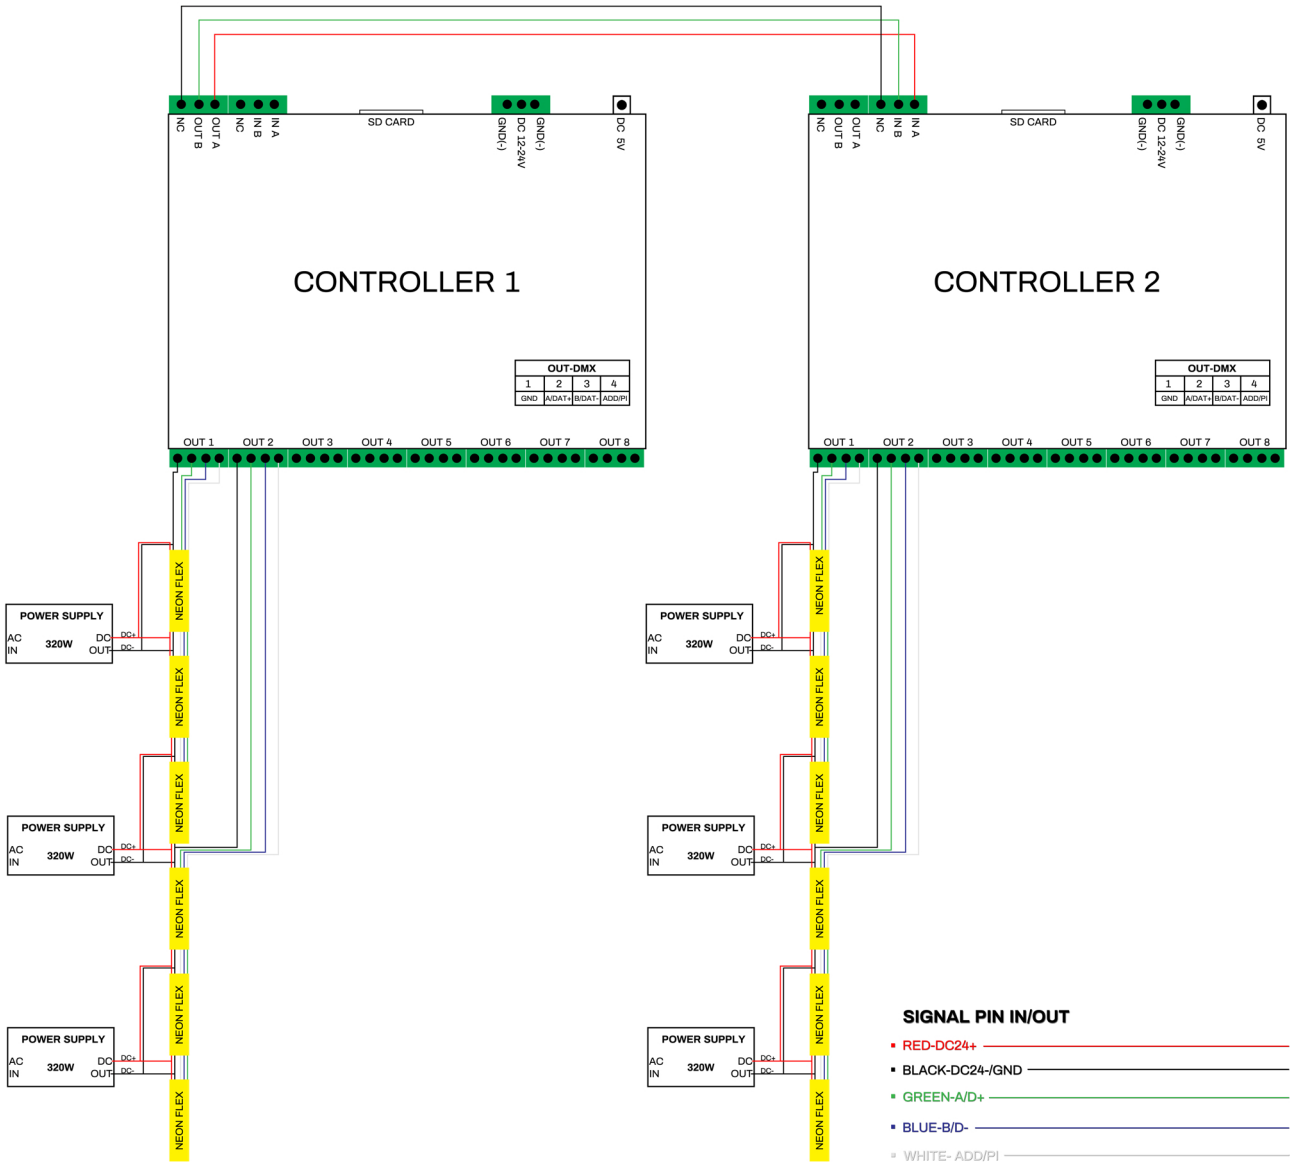 NC
OUT B
OUT A
NC
IN B
IN A
SD CARD
GND(-)
DC 12-24V
GND(-)
DC 5V
CONTROLLER 1
OUT-DMX
1 2 3 4
GND A/DAT+ B/DAT- ADD/PI
OUT 1 OUT 2 OUT 3 OUT 4 OUT 5 OUT 6 OUT 7 OUT 8
NC
OUT B
OUT A
NC
IN B
IN A
SD CARD
GND(-)
DC 12-24V
GND(-)
DC 5V
CONTROLLER 2
OUT-DMX
1 2 3 4
GND A/DAT+ B/DAT- ADD/PI
OUT 1 OUT 2 OUT 3 OUT 4 OUT 5 OUT 6 OUT 7 OUT 8
NEON FLEX
POWER SUPPLY
AC DC DC+
320W
IN OUT DC-
NEON FLEX
NEON FLEX
POWER SUPPLY
AC DC DC+
320W
IN OUT DC-
NEON FLEX
NEON FLEX
POWER SUPPLY
AC DC DC+
320W
IN OUT DC-
NEON FLEX
NEON FLEX
POWER SUPPLY
AC DC DC+
320W
IN OUT DC-
NEON FLEX
NEON FLEX
POWER SUPPLY
AC DC DC+
320W
IN OUT DC-
NEON FLEX
NEON FLEX
POWER SUPPLY
AC DC DC+
320W
IN OUT DC-
NEON FLEX
SIGNAL PIN IN/OUT
RED-DC24+
BLACK-DC24-/GND
GREEN-A/D+
BLUE-B/D-
WHITE- ADD/PI